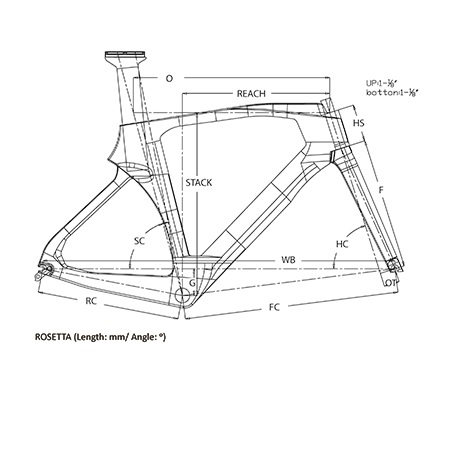 O
UP:1-⅛"
REACH
botton:1-⅛"
HS
STACK
F
SC
HC
WB
G
OT
RC
FC
ROSETTA (Length: mm/ Angle: °)